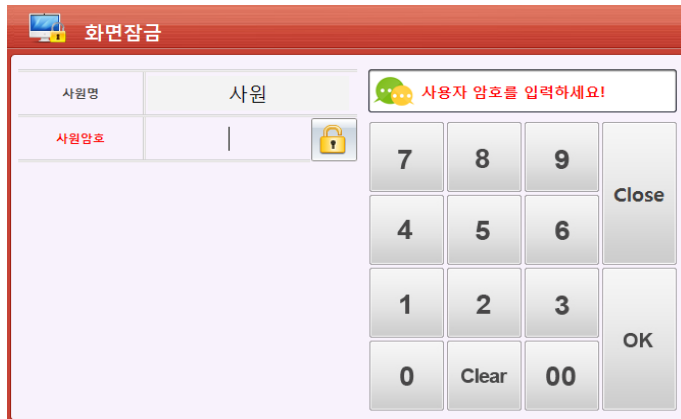 화면잠금
사원명 사원
사원암호
사용자 암호를 입력하세요!
7 8 9 Close
4 5 6
1 2 3 OK
0 Clear 00